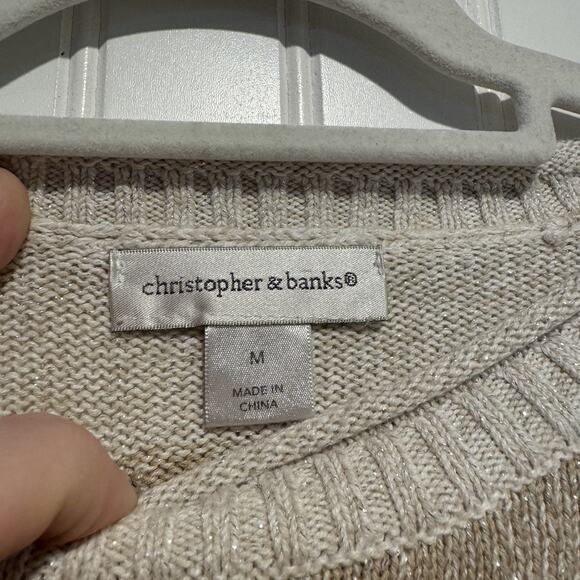 christopher & banks®
M
MADE IN
CHINA